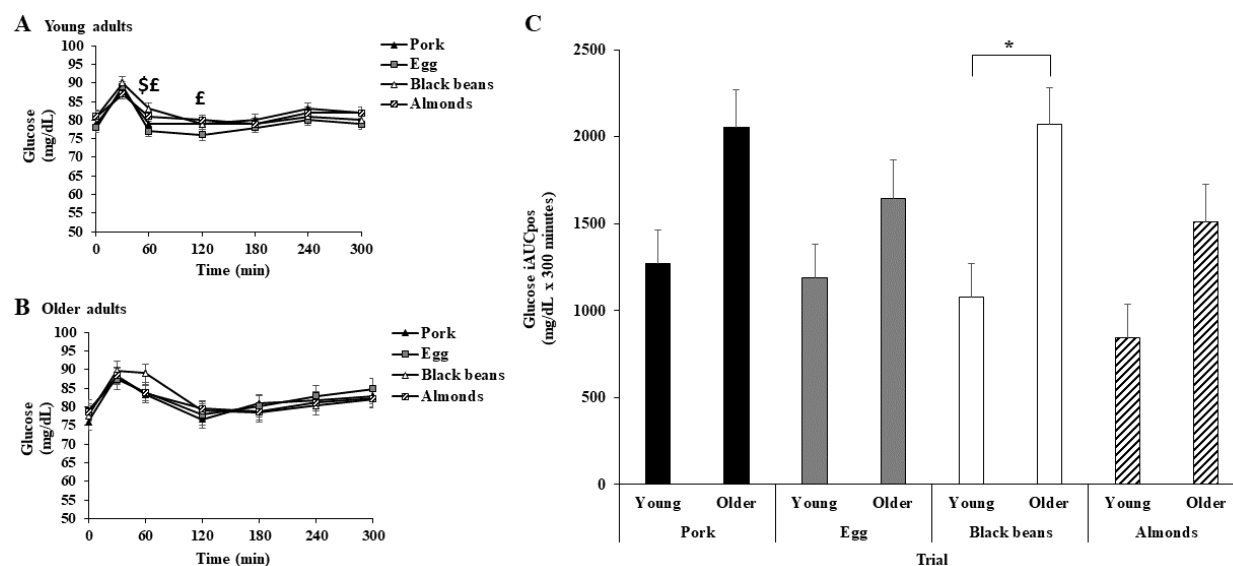 A Young adults
100
95
90
85
80
75
70
65
60
55
50
Glucose
(mg/dL)
$£
£
0 60 120 180 240 300
Time (min)
Pork
Egg
Black beans
Almonds
B Older adults
100
95
90
85
80
75
70
65
60
55
50
Glucose
(mg/dL)
0 60 120 180 240 300
Time (min)
Pork
Egg
Black beans
Almonds
C
2500
2000
1500
1000
500
0
Glucose iAUCpos
(mg/dL x 300 minutes)
*
Young Older Young Older Young Older Young Older
Pork Egg Black beans Almonds
Trial